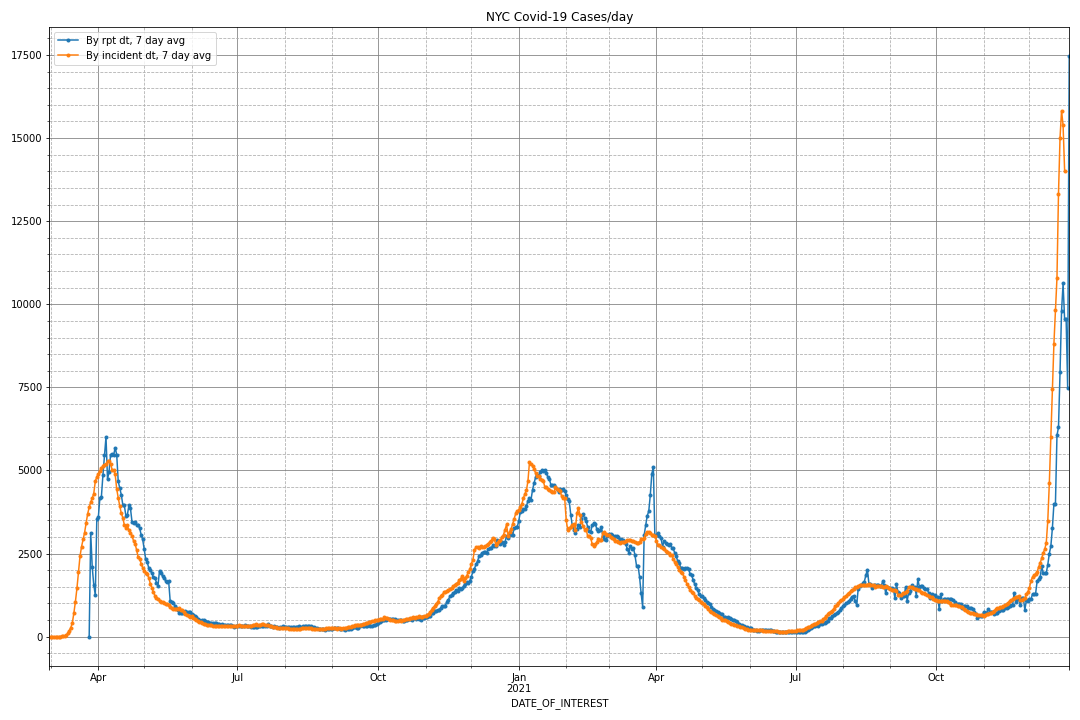 NYC Covid-19 Cases/day
By rpt dt, 7 day avg
By incident dt, 7 day avg
17500
15000
12500
10000
7500
5000
2500
0
Apr Jul Oct Jan Apr Jul Oct
2021
DATE_OF_INTEREST